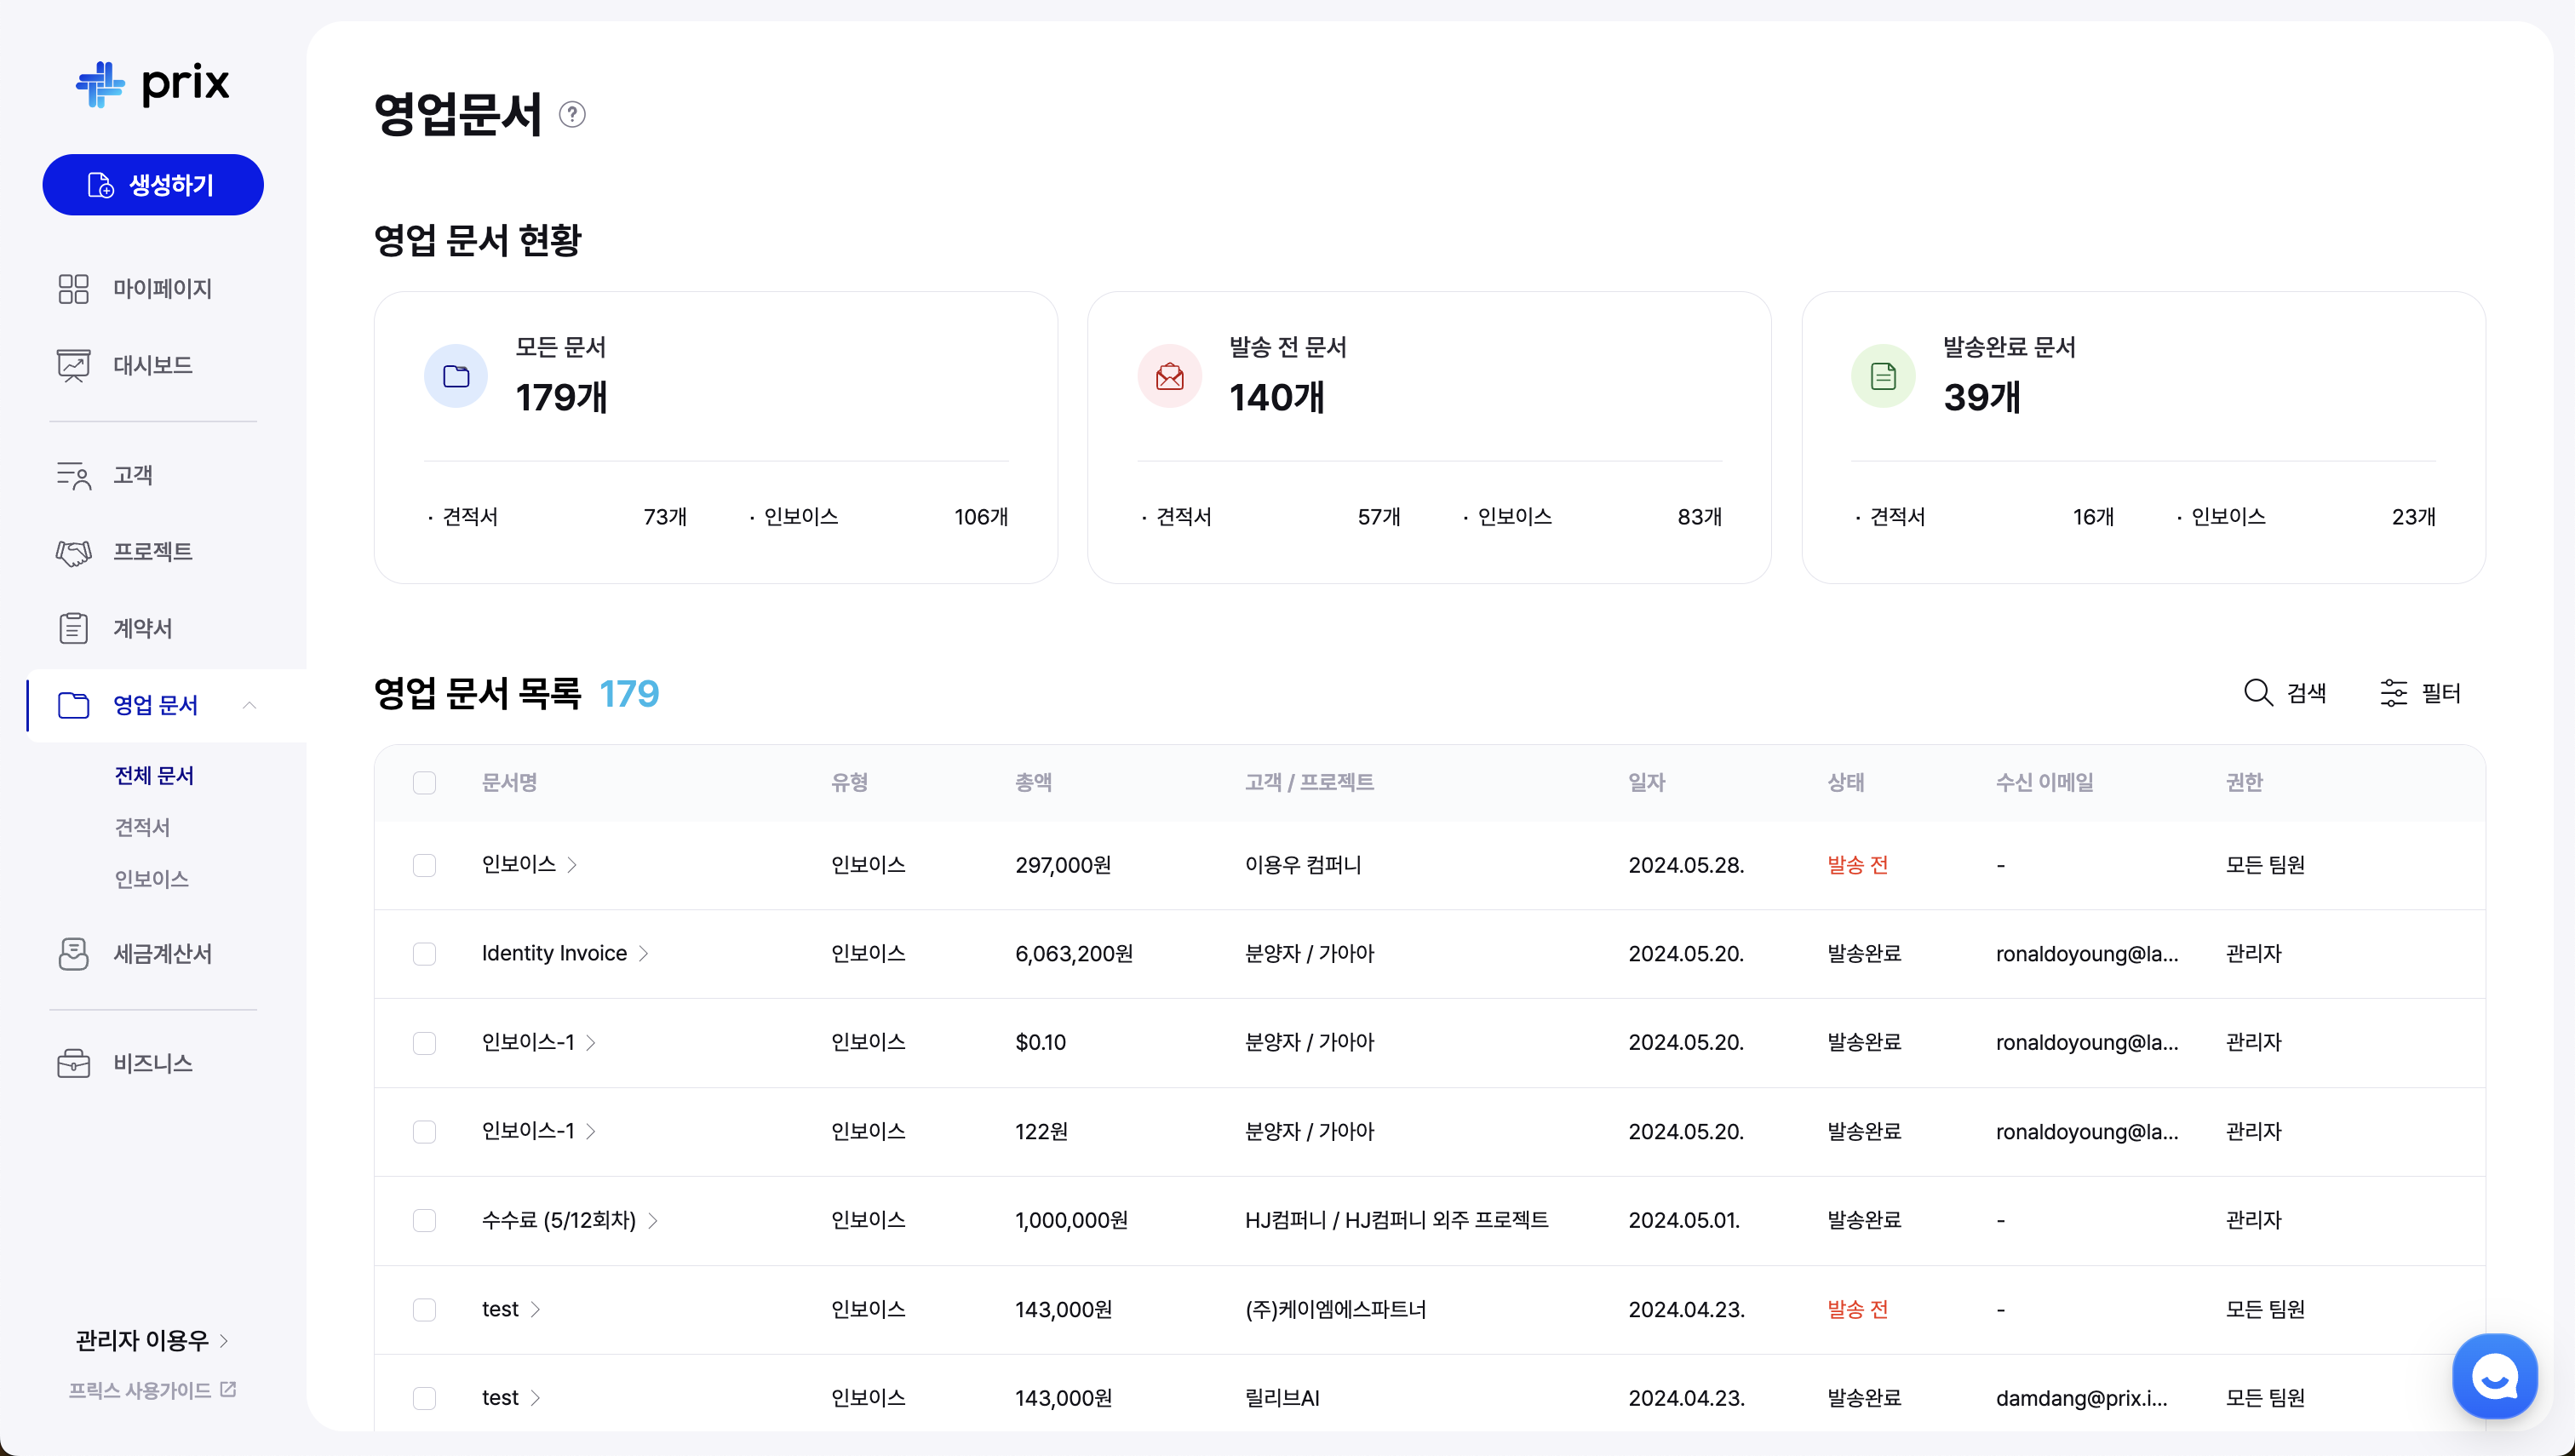 prix
생성하기
마이페이지
대시보드
고객
프로젝트
계약서
영업 문서
전체 문서
견적서
인보이스
세금계산서
비즈니스
관리자 이용우
프릭스 사용가이드
영업문서 ?
영업 문서 현황
모든 문서
179개
· 견적서 73개 · 인보이스 106개
발송 전 문서
140개
· 견적서 57개 · 인보이스 83개
발송완료 문서
39개
· 견적서 16개 · 인보이스 23개
영업 문서 목록 179
검색 필터
문서명 유형 총액 고객 / 프로젝트 일자 상태 수신 이메일 권한
인보이스 인보이스 297,000원 이용우 컴퍼니 2024.05.28. 발송 전 - 모든 팀원
Identity Invoice 인보이스 6,063,200원 분양자 / 가아아 2024.05.20. 발송완료 ronaldoyoung@la... 관리자
인보이스-1 인보이스 $0.10 분양자 / 가아아 2024.05.20. 발송완료 ronaldoyoung@la... 관리자
인보이스-1 인보이스 122원 분양자 / 가아아 2024.05.20. 발송완료 ronaldoyoung@la... 관리자
수수료 (5/12회차) 인보이스 1,000,000원 HJ컴퍼니 / HJ컴퍼니 외주 프로젝트 2024.05.01. 발송완료 - 관리자
test 인보이스 143,000원 (주)케이엠에스파트너 2024.04.23. 발송 전 - 모든 팀원
test 인보이스 143,000원 릴리브AI 2024.04.23. 발송완료 damdang@prix.i... 모든 팀원